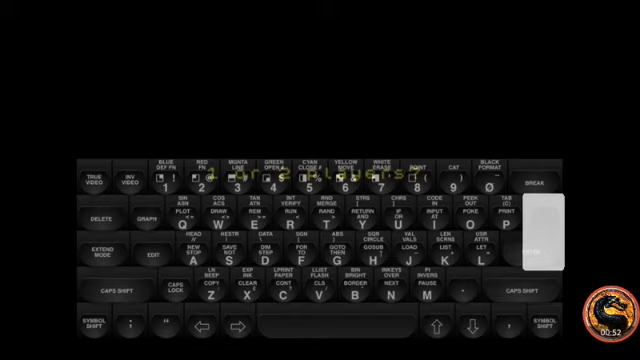 BLUE RED MGNTA GREEN CYAN YELLOW WHITE BLACK
DEF FN FN LINE OPEN # CLOSE # MOVE ERASE POINT CAT FORMAT
1 or 2 players?
TRUE VIDEO INV VIDEO 1 2 3 4 5 6 7 8 9 0 BREAK
SIN COS TAN INT RND STR$ CHR$ CODE PEEK TAB
ASN ACS ATN VERIFY MERGE [ ] IN OUT (C)
DELETE GRAPH PLOT DRAW REM RUN RAND RETURN IF INPUT POKE PRINT
Q W E R T Y U I O P
READ RESTR DATA SGN ABS SQR VAL LEN USR
CIRCLE VAL$ SCRN$ ATTR
EXTEND MODE EDIT NEW DIM GOTO GOSUB LOAD LIST LET
STOP NOT STEP TO THEN
A S D F G H J K L
LN EXP LPRINT LLIST BIN INKEY$ PI
BEEP INK PAPER FLASH BRIGHT OVER INVERS
CAPS SHIFT CAPS LOCK COPY CLEAR CONT CLS BORDER NEXT PAUSE . CAPS SHIFT
Z X C V B N M
SYMBOL SHIFT ; " , SYMBOL SHIFT
00:52